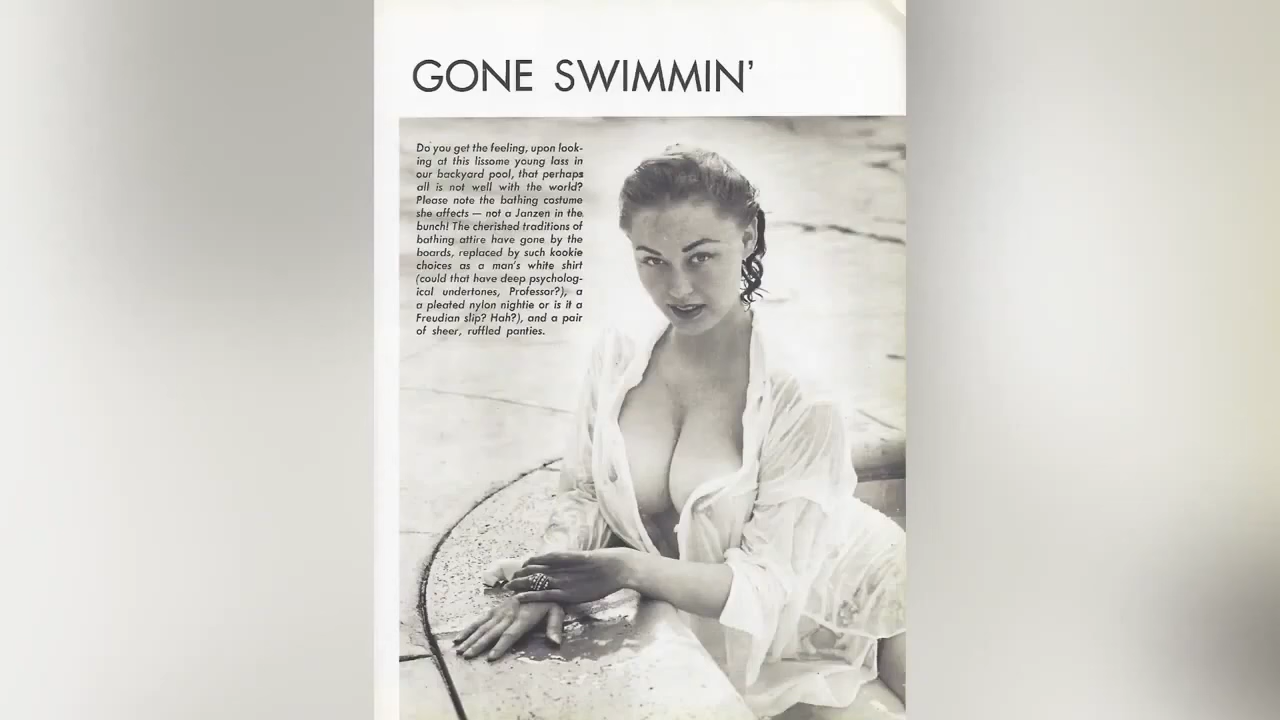 GONE SWIMMIN'
Do you get the feeling, upon look-
ing at this lissome young lass in
our backyard pool, that perhaps
all is not well with the world?
Please note the bathing costume
she affects — not a Janzen in the
bunch! The cherished traditions of
bathing attire have gone by the
boards, replaced by such kookie
choices as a man's white shirt
(could that have deep psycholog-
ical undertones, Professor?), a
a pleated nylon nightie or is it a
Freudian slip? Hah?), and a pair
of sheer, ruffled panties.